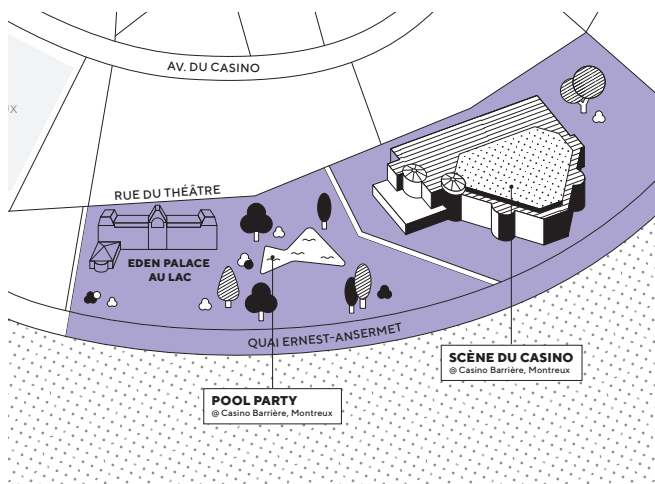 AV. DU CASINO
UX
RUE DU THÉÂTRE
EDEN PALACE
AU LAC
QUAI ERNEST-ANSERMET
SCÈNE DU CASINO
@ Casino Barrière, Montreux
POOL PARTY
@ Casino Barrière, Montreux